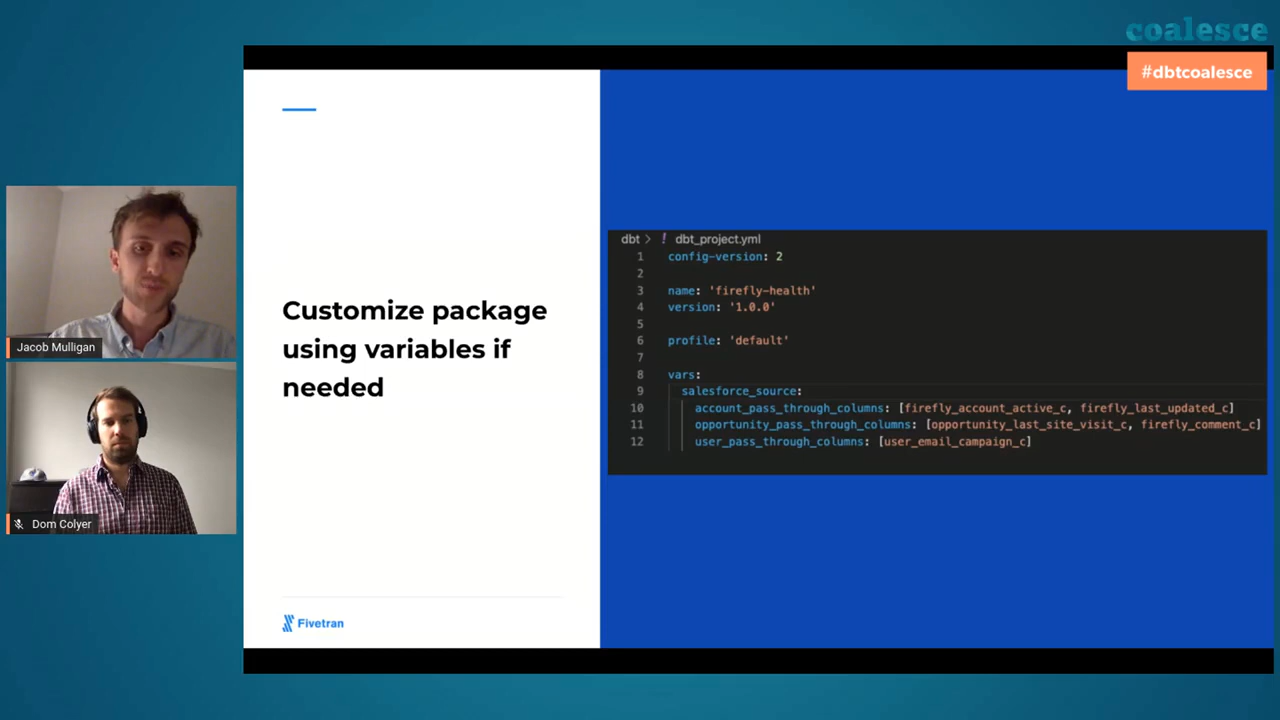 coalesce
#dbtcoalesce
Jacob Mulligan
Dom Colyer
Customize package
using variables if
needed
Fivetran
dbt > ! dbt_project.yml
1 config-version: 2
2
3 name: 'firefly-health'
4 version: '1.0.0'
5
6 profile: 'default'
7
8 vars:
9 salesforce_source:
10 account_pass_through_columns: [firefly_account_active_c, firefly_last_updated_c]
11 opportunity_pass_through_columns: [opportunity_last_site_visit_c, firefly_comment_c]
12 user_pass_through_columns: [user_email_campaign_c]